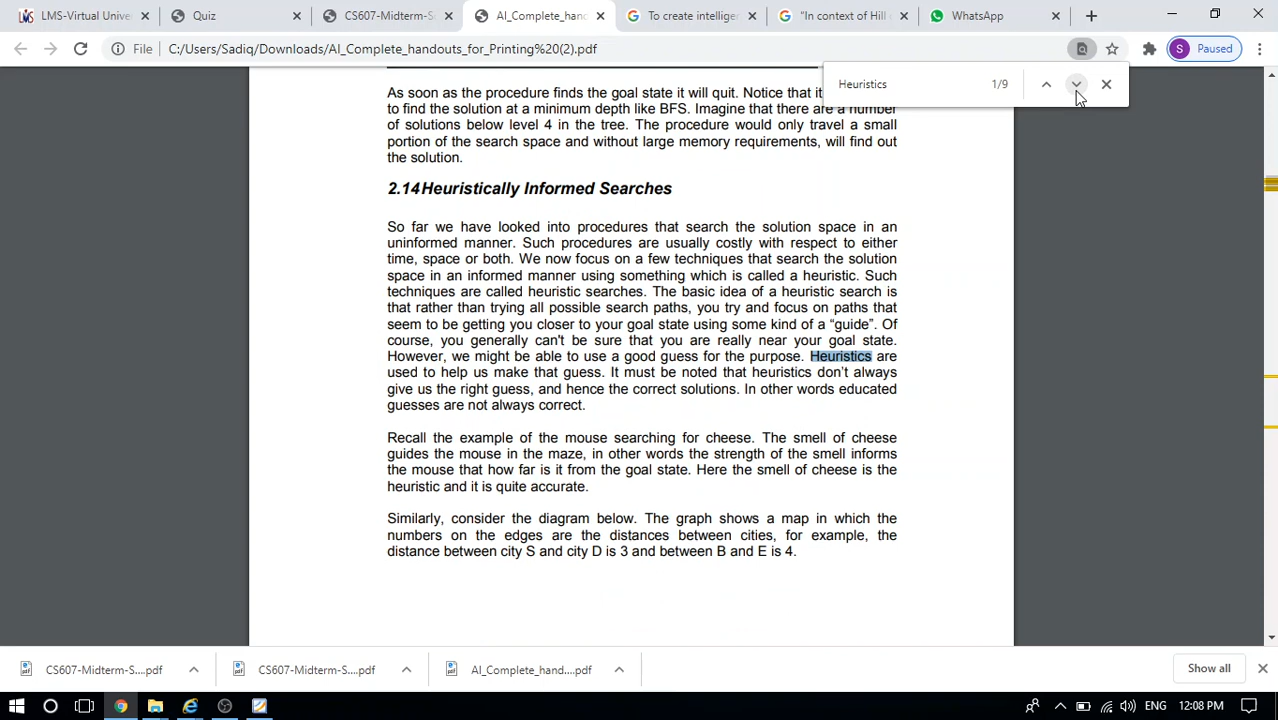 LMS-Virtual Univer
Quiz
CS607-Midterm-S
AI_Complete_handou
To create intelligen
"In context of Hill c
WhatsApp
File
C:/Users/Sadiq/Downloads/AI_Complete_handouts_for_Printing%20(2).pdf
S
Paused
Heuristics
1/9
As soon as the procedure finds the goal state it will quit. Notice that it
to find the solution at a minimum depth like BFS. Imagine that there are a number
of solutions below level 4 in the tree. The procedure would only travel a small
portion of the search space and without large memory requirements, will find out
the solution.
2.14 Heuristically Informed Searches
So far we have looked into procedures that search the solution space in an
uninformed manner. Such procedures are usually costly with respect to either
time, space or both. We now focus on a few techniques that search the solution
space in an informed manner using something which is called a heuristic. Such
techniques are called heuristic searches. The basic idea of a heuristic search is
that rather than trying all possible search paths, you try and focus on paths that
seem to be getting you closer to your goal state using some kind of a “guide”. Of
course, you generally can't be sure that you are really near your goal state.
However, we might be able to use a good guess for the purpose. Heuristics are
used to help us make that guess. It must be noted that heuristics don’t always
give us the right guess, and hence the correct solutions. In other words educated
guesses are not always correct.
Recall the example of the mouse searching for cheese. The smell of cheese
guides the mouse in the maze, in other words the strength of the smell informs
the mouse that how far is it from the goal state. Here the smell of cheese is the
heuristic and it is quite accurate.
Similarly, consider the diagram below. The graph shows a map in which the
numbers on the edges are the distances between cities, for example, the
distance between city S and city D is 3 and between B and E is 4.
CS607-Midterm-S....pdf
CS607-Midterm-S....pdf
AI_Complete_hand....pdf
Show all
ENG
12:08 PM